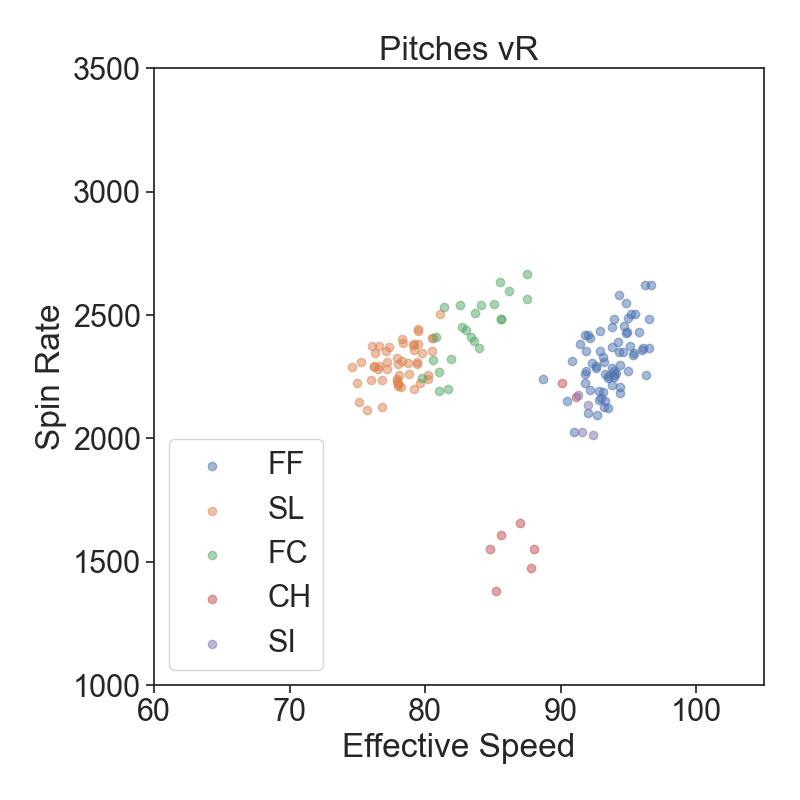 Pitches vR
3500
3000
2500
2000
1500
1000
Spin Rate
FF
SL
FC
CH
SI
60 70 80 90 100
Effective Speed